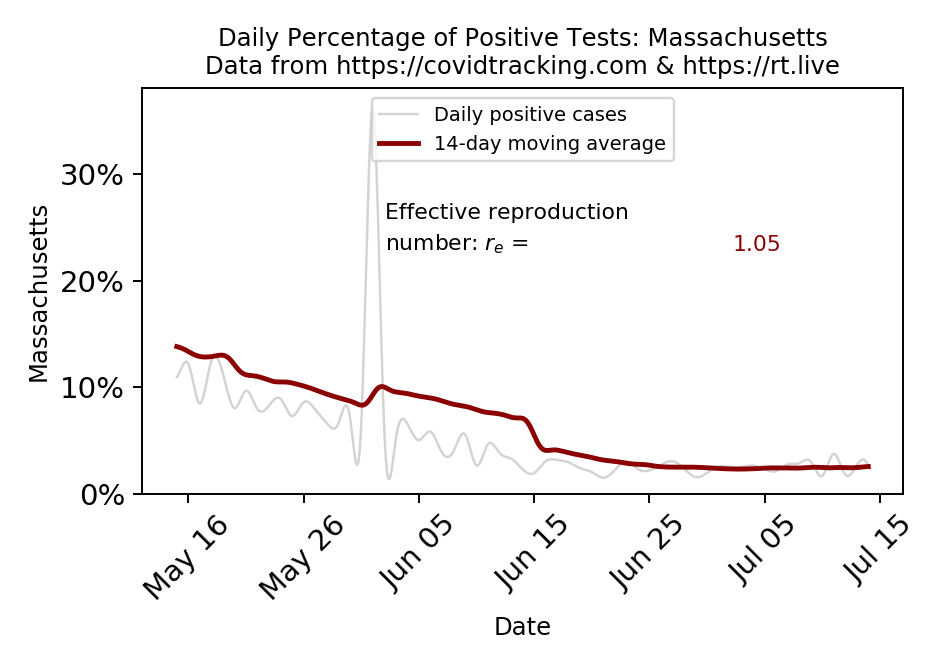 Daily Percentage of Positive Tests: Massachusetts
Data from https://covidtracking.com & https://rt.live
Daily positive cases
14-day moving average
Effective reproduction
number: rₑ = 1.05
Massachusetts
30%
20%
10%
0%
May 16
May 26
Jun 05
Jun 15
Jun 25
Jul 05
Jul 15
Date